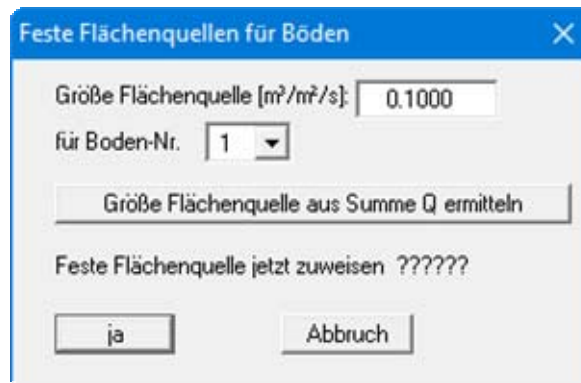 Feste Flächenquellen für Böden
Größe Flächenquelle [m³/m²/s]: 0.1000
für Boden-Nr. 1
Größe Flächenquelle aus Summe Q ermitteln
Feste Flächenquelle jetzt zuweisen ??????
ja Abbruch